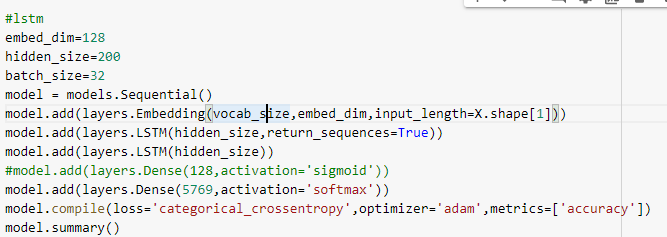 #lstm
embed_dim=128
hidden_size=200
batch_size=32
model = models.Sequential()
model.add(layers.Embedding(vocab_size,embed_dim,input_length=X.shape[1]))
model.add(layers.LSTM(hidden_size,return_sequences=True))
model.add(layers.LSTM(hidden_size))
#model.add(layers.Dense(128,activation='sigmoid'))
model.add(layers.Dense(5769,activation='softmax'))
model.compile(loss='categorical_crossentropy',optimizer='adam',metrics=['accuracy'])
model.summary()